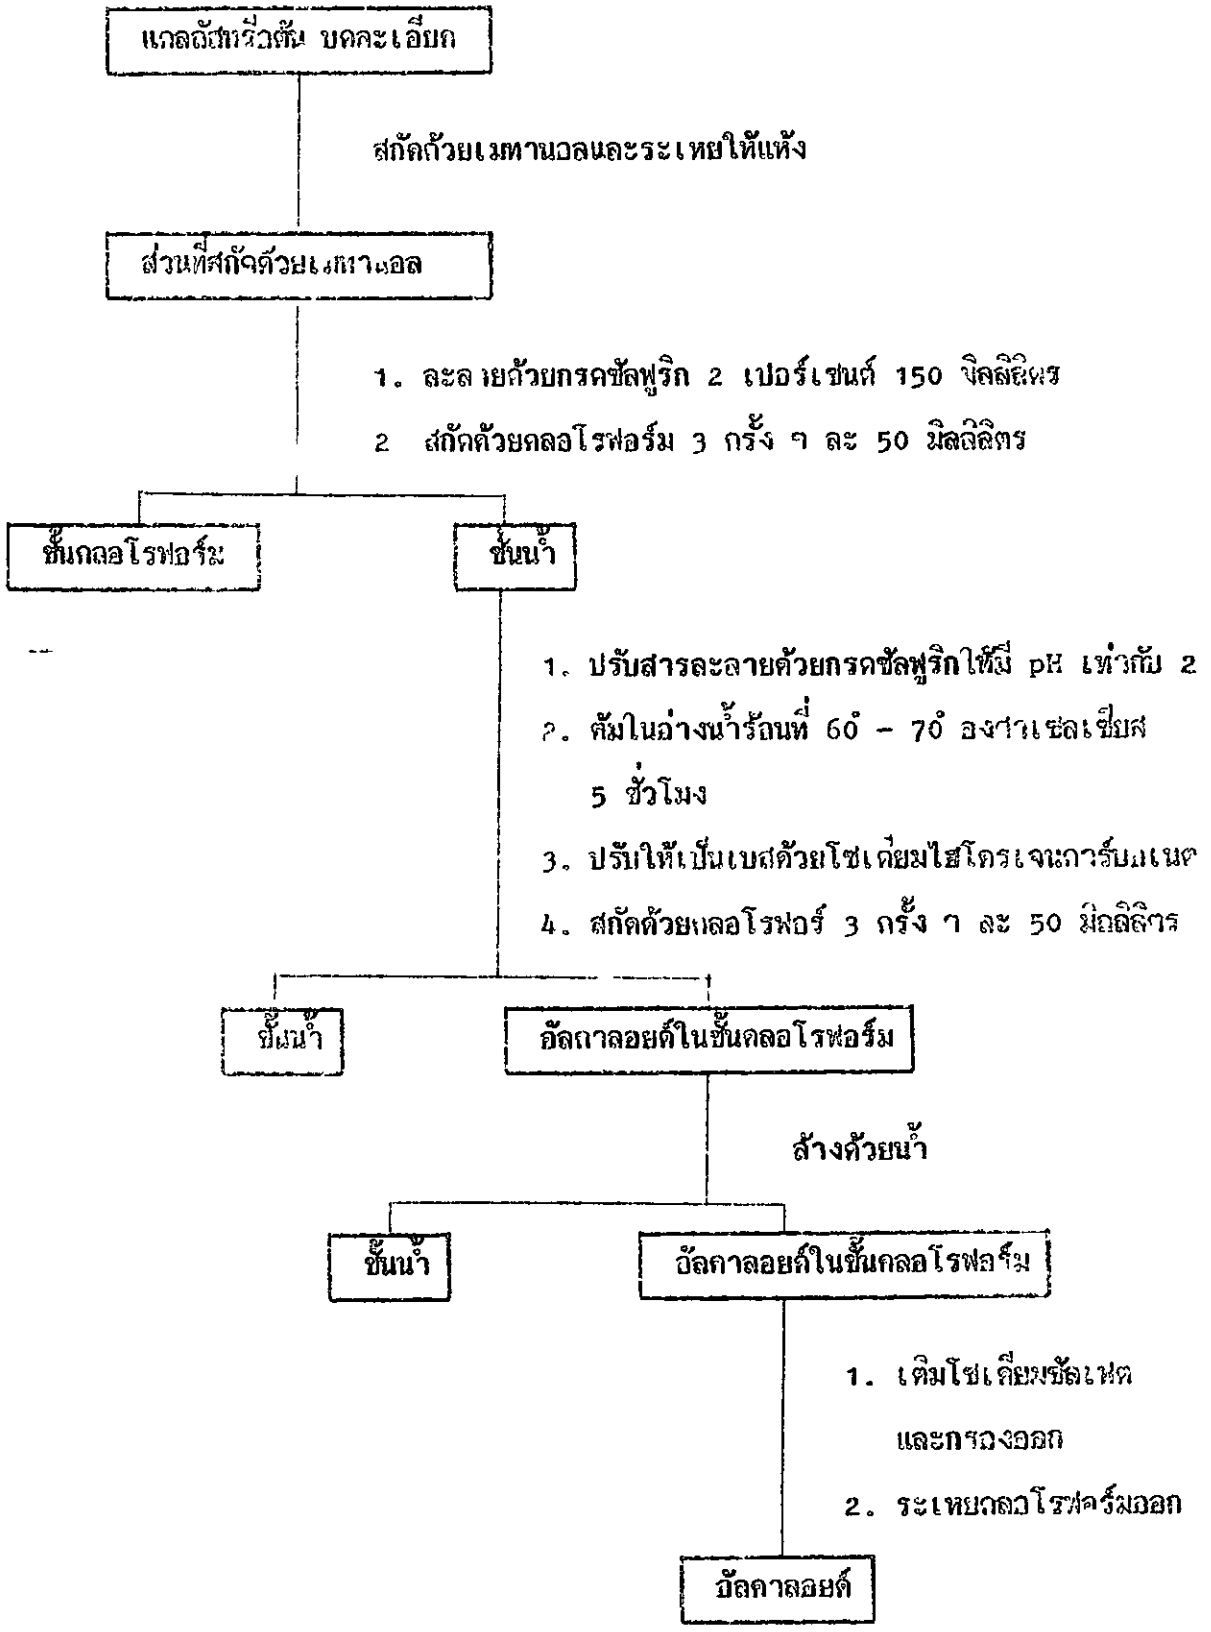 แคลลัสหรือต้น บดละเอียด
สกัดด้วยเมทานอลและระเหยให้แห้ง
ส่วนที่สกัดด้วยเมทานอล
1. ละลายด้วยกรดซัลฟูริก 2 เปอร์เซนต์ 150 มิลลิลิตร
2 สกัดด้วยคลอโรฟอร์ม 3 ครั้ง ๆ ละ 50 มิลลิลิตร
ชั้นคลอโรฟอร์ม
ชั้นน้ำ
1. ปรับสารละลายด้วยกรดซัลฟูริกให้มี pH เท่ากับ 2
2. ต้มในอ่างน้ำร้อนที่ 60° - 70° องศาเซลเซียส
5 ชั่วโมง
3. ปรับให้เป็นเบสด้วยโซเดียมไฮโดรเจนคาร์บอเนต
4. สกัดด้วยคลอโรฟอร์ 3 ครั้ง ๆ ละ 50 มิลลิลิตร
ชั้นน้ำ
อัลคาลอยด์ในชั้นคลอโรฟอร์ม
ล้างด้วยน้ำ
ชั้นน้ำ
อัลคาลอยด์ในชั้นคลอโรฟอร์ม
1. เติมโซเดียมซัลเฟต
และกรองออก
2. ระเหยคลอโรฟอร์มออก
อัลคาลอยด์